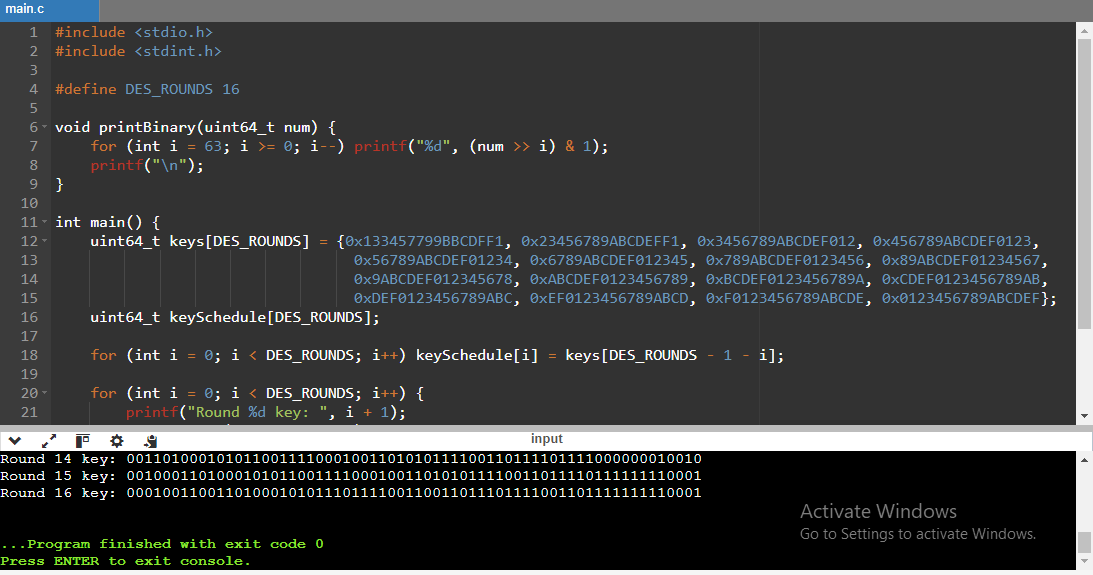 main.c
1 #include <stdio.h>
2 #include <stdint.h>
3
4 #define DES_ROUNDS 16
5
6 void printBinary(uint64_t num) {
7 for (int i = 63; i >= 0; i--) printf("%d", (num >> i) & 1);
8 printf("\n");
9 }
10
11 int main() {
12 uint64_t keys[DES_ROUNDS] = {0x133457799BBCDFF1, 0x23456789ABCDEFF1, 0x3456789ABCDEF012, 0x456789ABCDEF0123,
13 0x56789ABCDEF01234, 0x6789ABCDEF012345, 0x789ABCDEF0123456, 0x89ABCDEF01234567,
14 0x9ABCDEF012345678, 0xABCDEF0123456789, 0xBCDEF0123456789A, 0xCDEF0123456789AB,
15 0xDEF0123456789ABC, 0xEF0123456789ABCD, 0xF0123456789ABCDE, 0x0123456789ABCDEF};
16 uint64_t keySchedule[DES_ROUNDS];
17
18 for (int i = 0; i < DES_ROUNDS; i++) keySchedule[i] = keys[DES_ROUNDS - 1 - i];
19
20 for (int i = 0; i < DES_ROUNDS; i++) {
21 printf("Round %d key: ", i + 1);
input
Round 14 key: 0011010001010110011110001001101010111100110111101111000000010010
Round 15 key: 0010001101000101011001111000100110101011110011011110111111110001
Round 16 key: 0001001100110100010101110111100110011011101111001101111111110001
...Program finished with exit code 0
Press ENTER to exit console.
Activate Windows
Go to Settings to activate Windows.